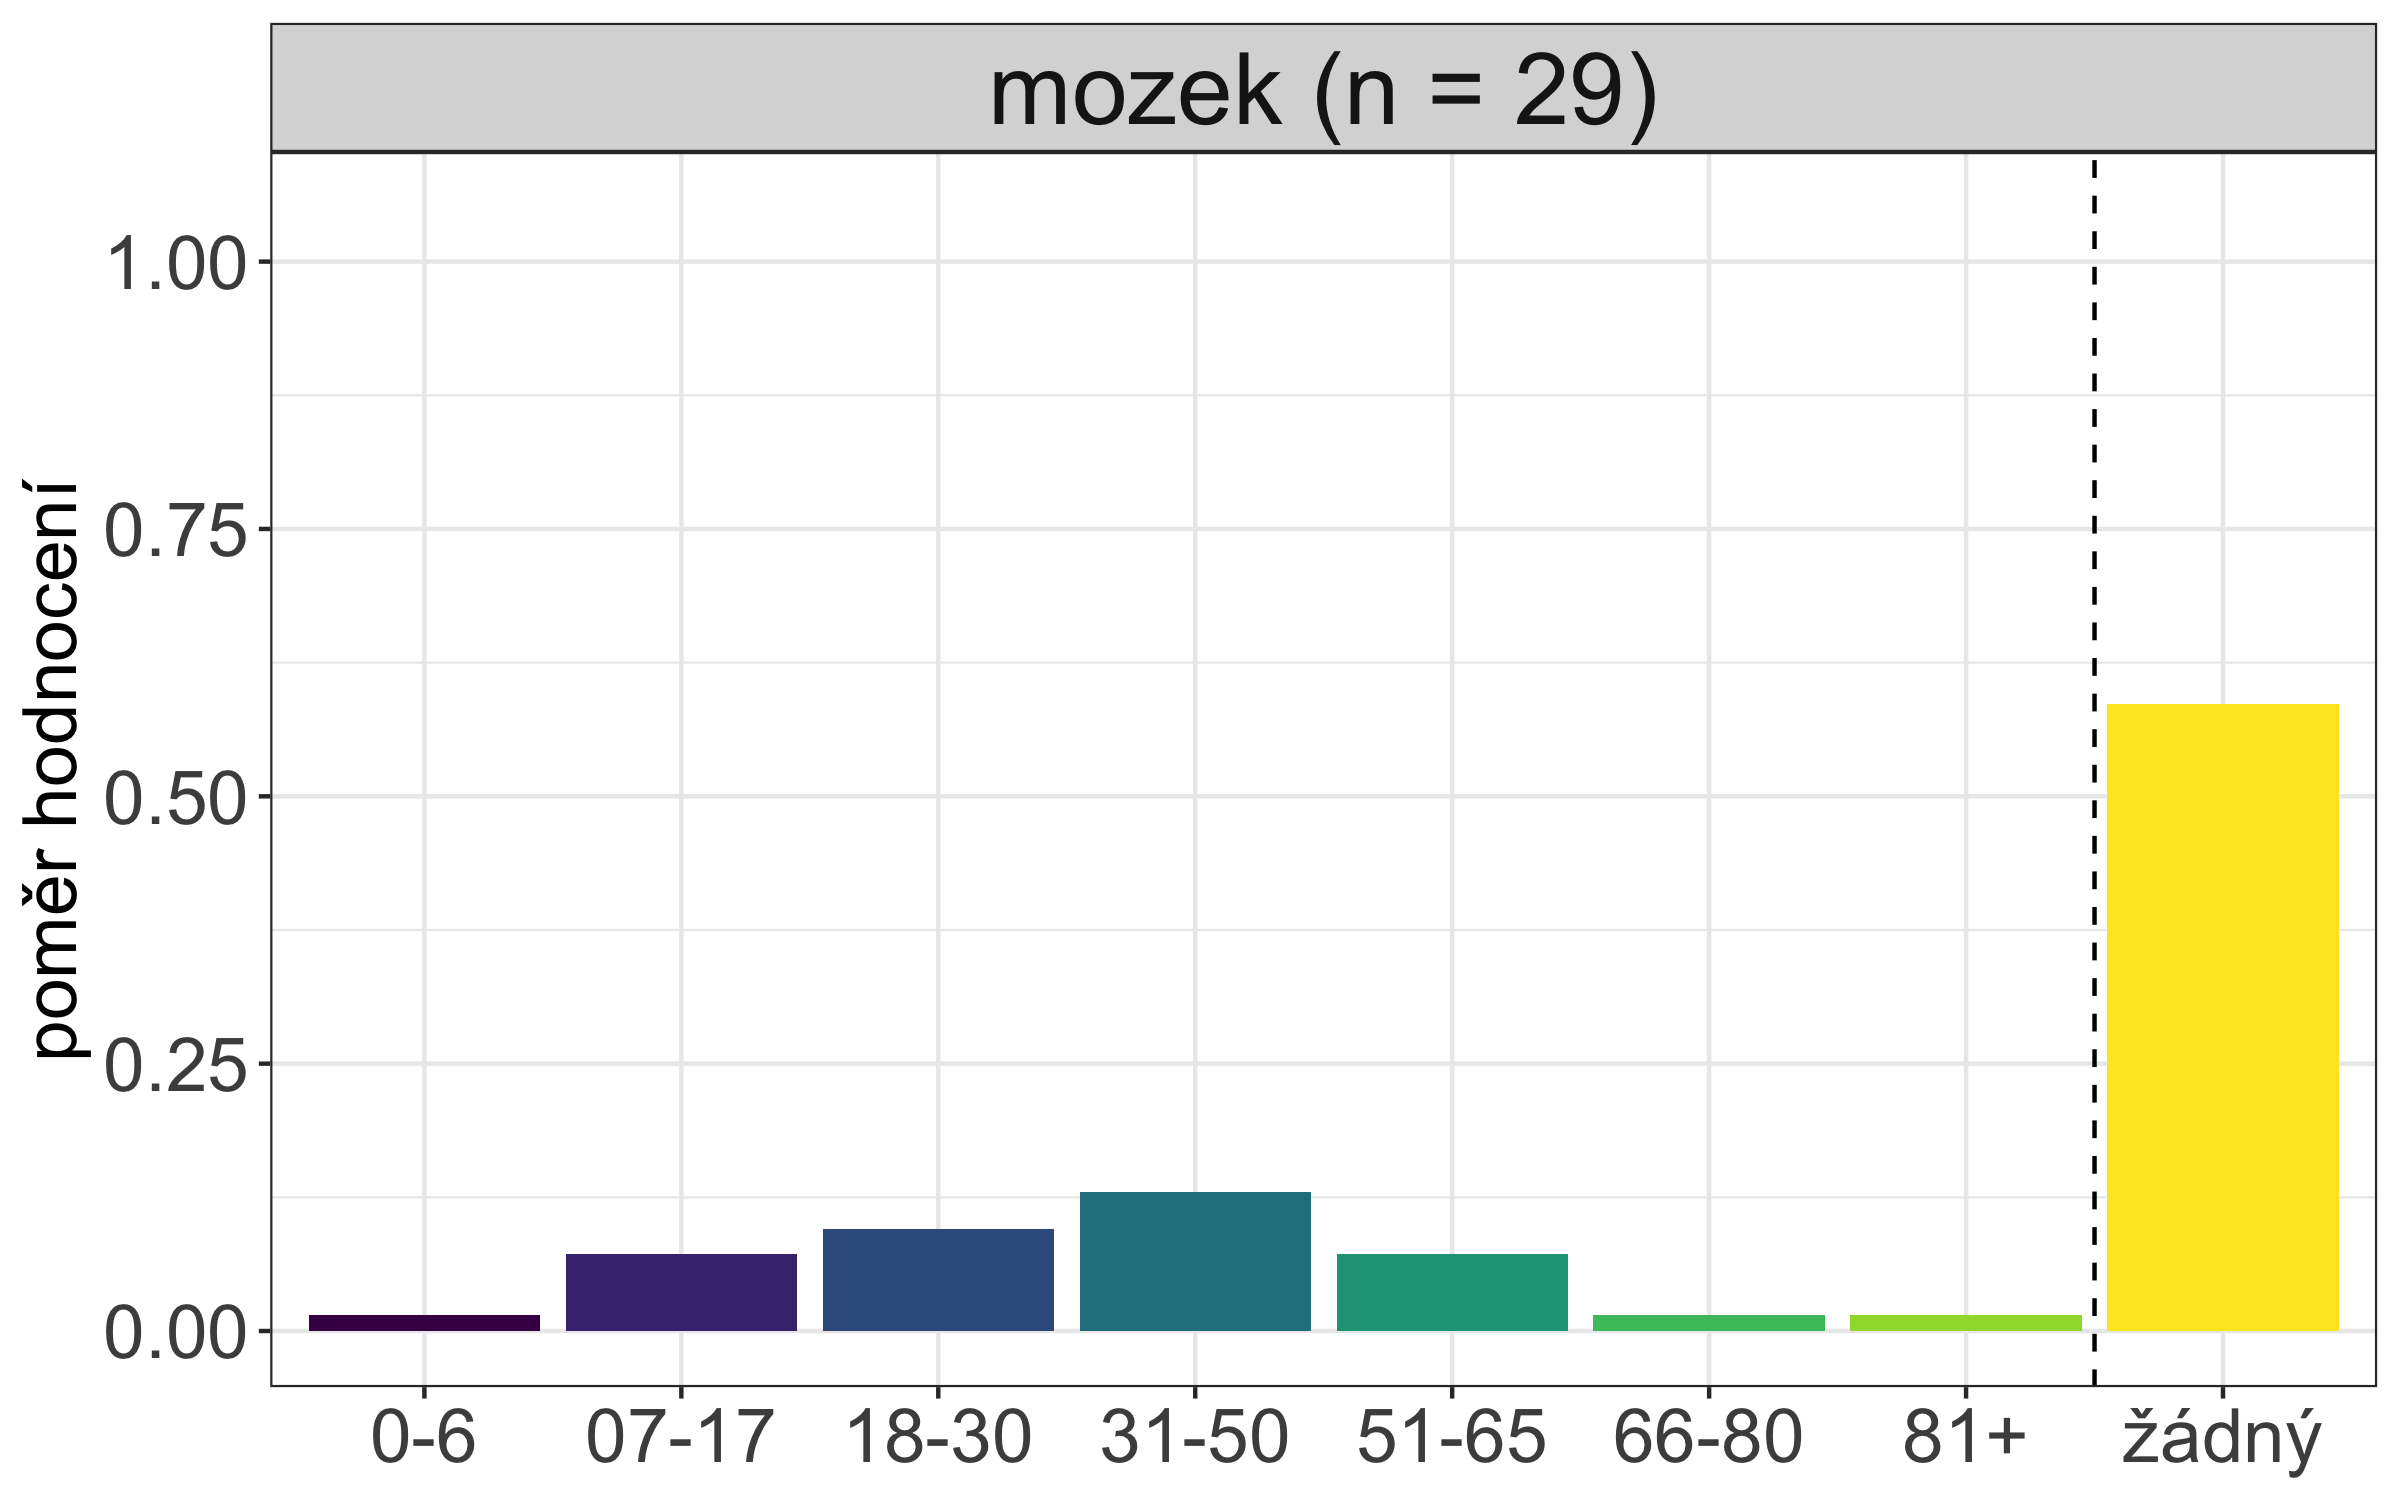 mozek (n = 29)
poměr hodnocení
1.00
0.75
0.50
0.25
0.00
0-6 07-17 18-30 31-50 51-65 66-80 81+ žádný